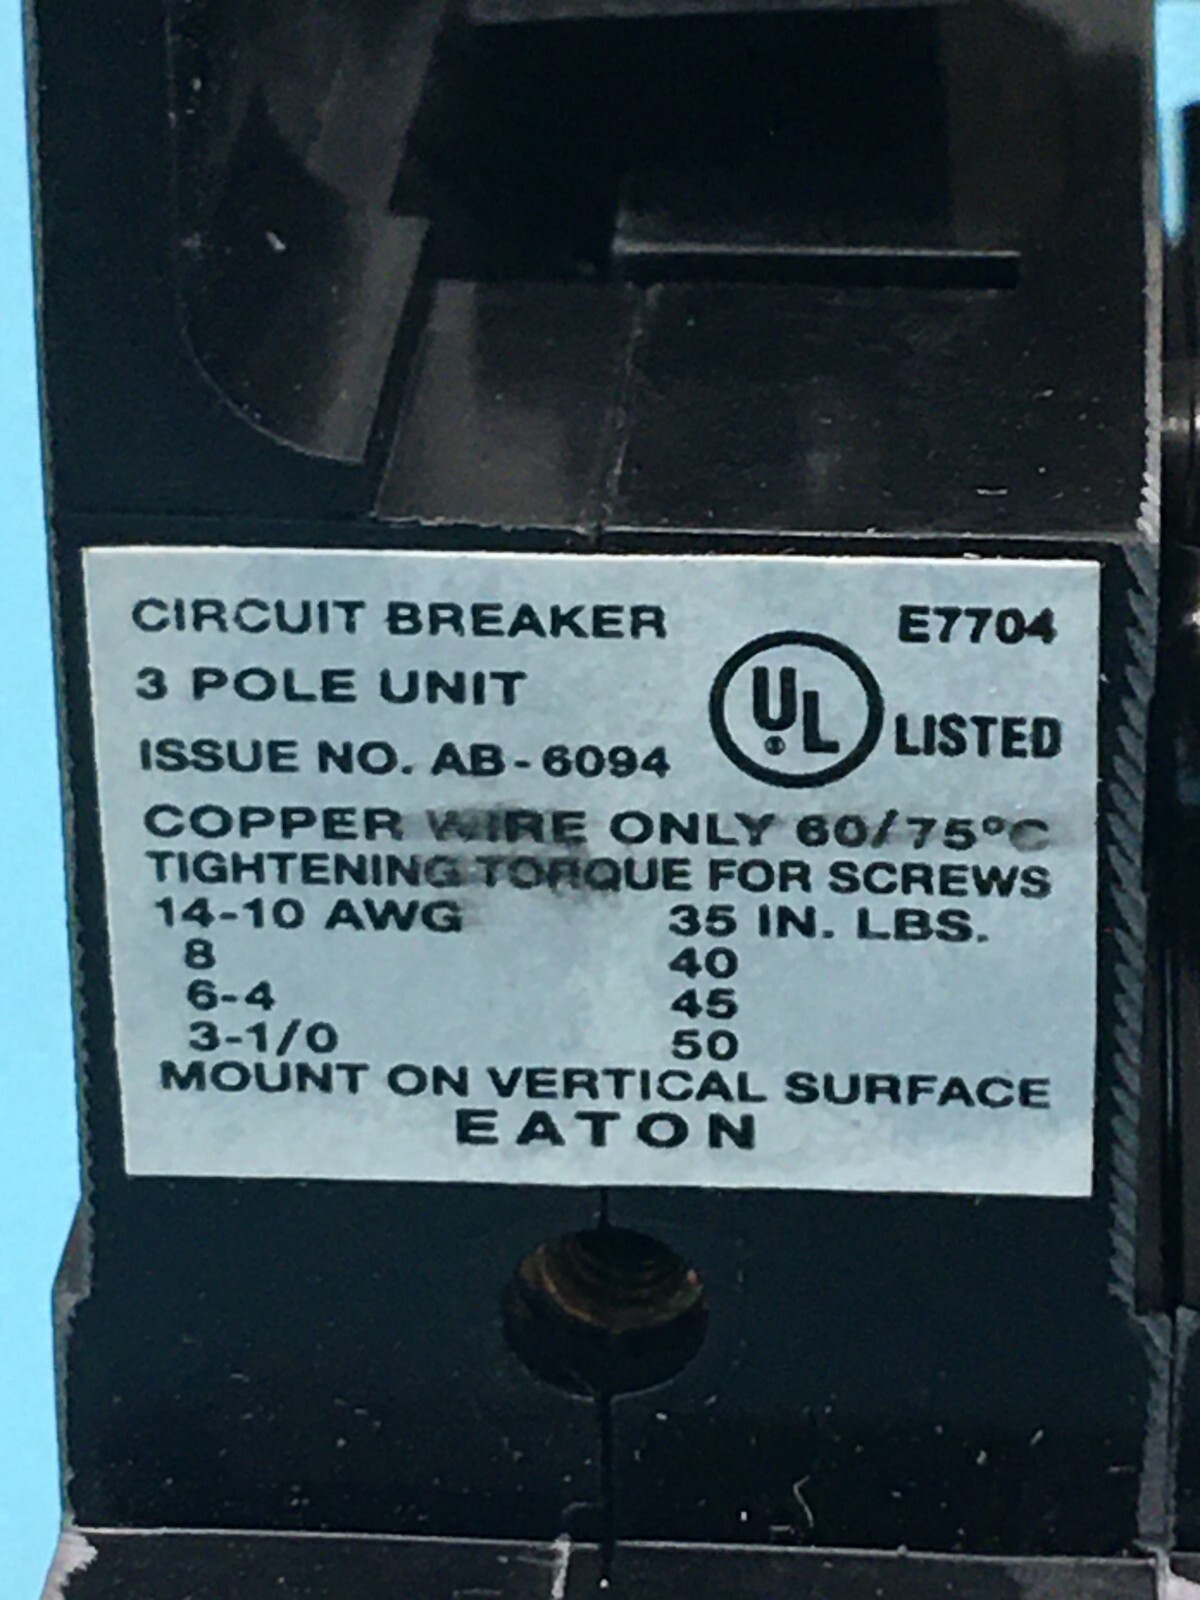 CIRCUIT BREAKER E7704
3 POLE UNIT
UL® LISTED
ISSUE NO. AB-6094
COPPER WIRE ONLY 60/75°C
TIGHTENING TORQUE FOR SCREWS
14-10 AWG 35 IN. LBS.
8 40
6-4 45
3-1/0 50
MOUNT ON VERTICAL SURFACE
EATON